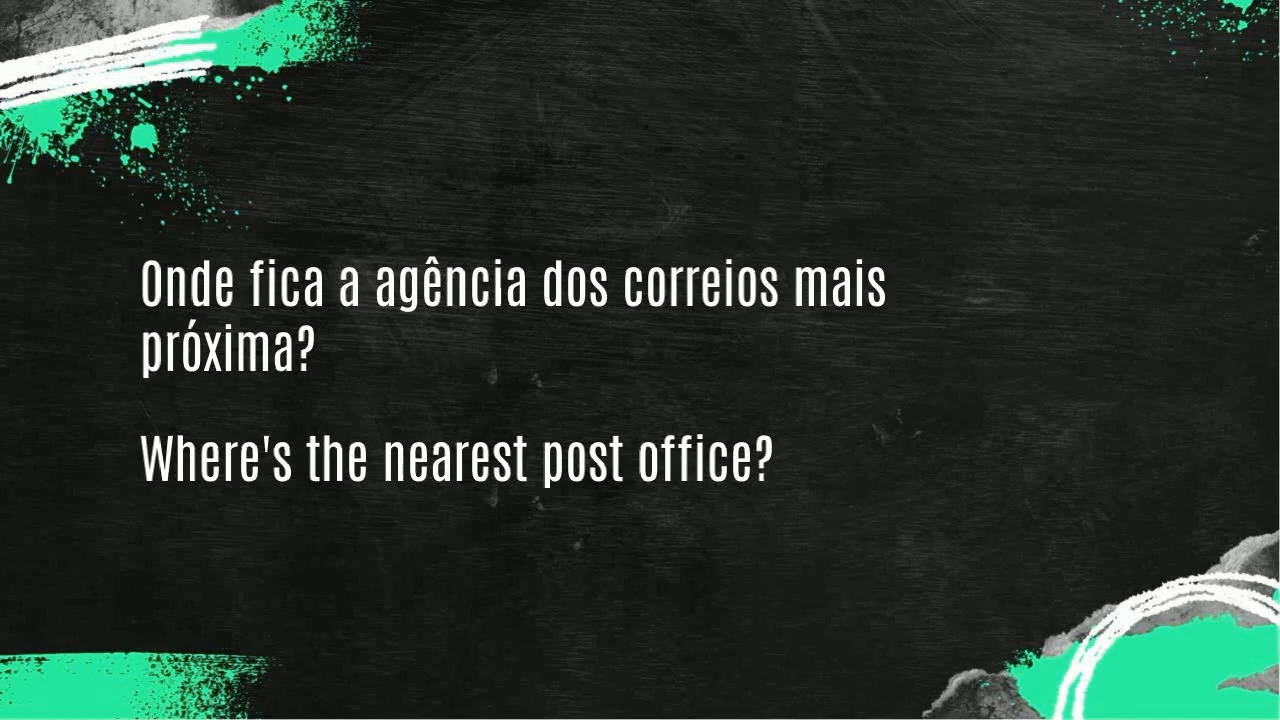 Onde fica a agência dos correios mais
próxima?
Where's the nearest post office?